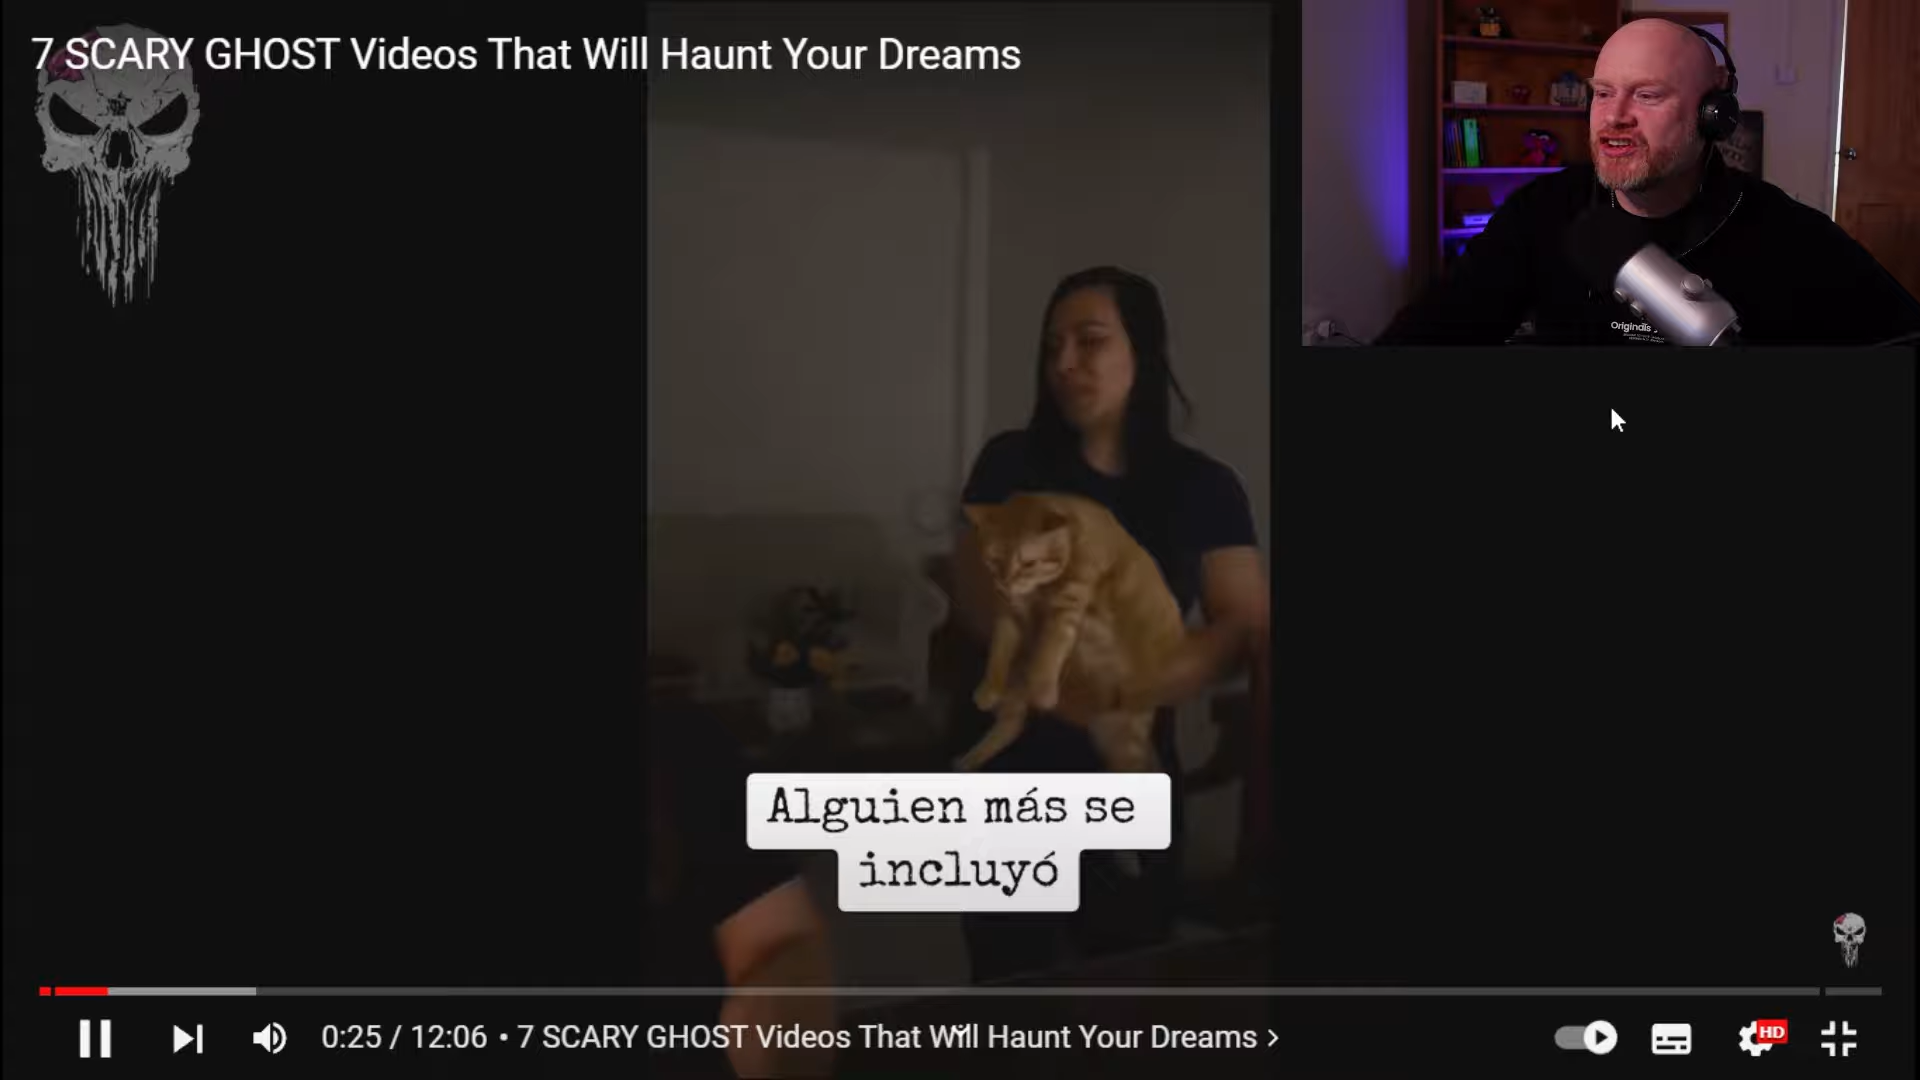 7 SCARY GHOST Videos That Will Haunt Your Dreams
Origindis
Alguien más se
incluyó
0:25 / 12:06 • 7 SCARY GHOST Videos That Will Haunt Your Dreams
HD